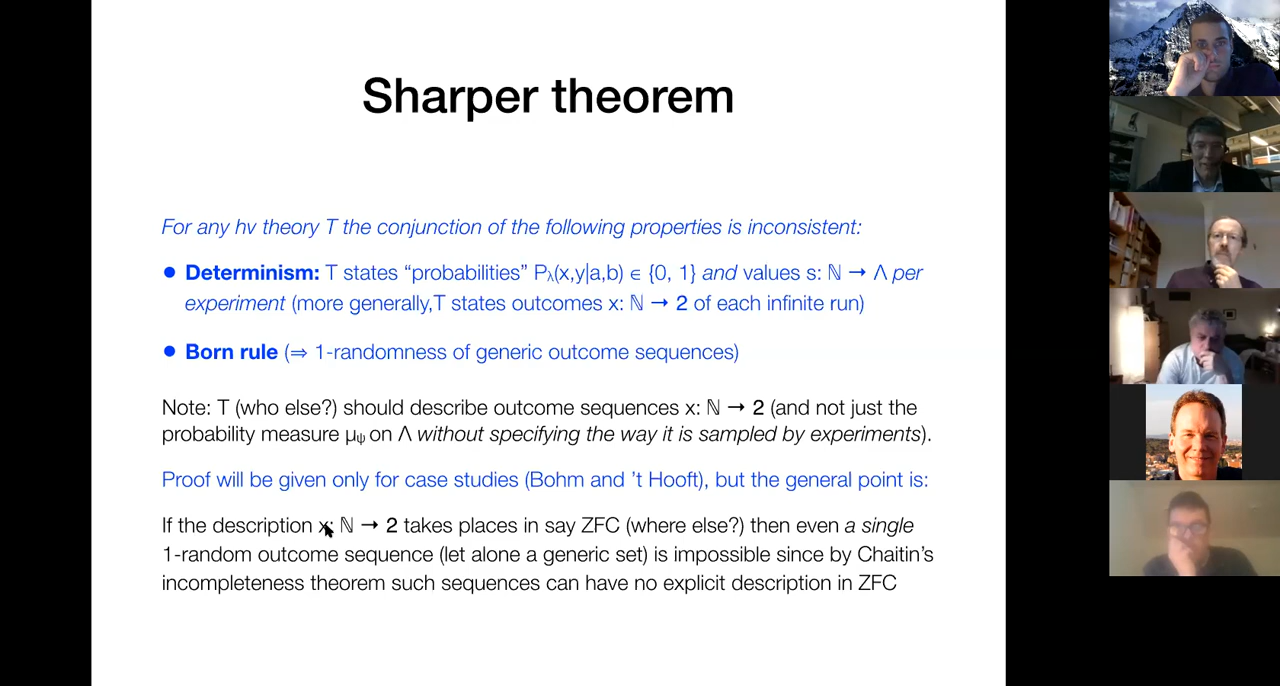 Sharper theorem
For any hv theory T the conjunction of the following properties is inconsistent:
● Determinism: T states “probabilities” Pλ(x,y|a,b) ∈ {0, 1} and values s: ℕ → Λ per
experiment (more generally,T states outcomes x: ℕ → 2 of each infinite run)
● Born rule (⇒ 1-randomness of generic outcome sequences)
Note: T (who else?) should describe outcome sequences x: ℕ → 2 (and not just the
probability measure μψ on Λ without specifying the way it is sampled by experiments).
Proof will be given only for case studies (Bohm and ’t Hooft), but the general point is:
If the description x: ℕ → 2 takes places in say ZFC (where else?) then even a single
1-random outcome sequence (let alone a generic set) is impossible since by Chaitin’s
incompleteness theorem such sequences can have no explicit description in ZFC